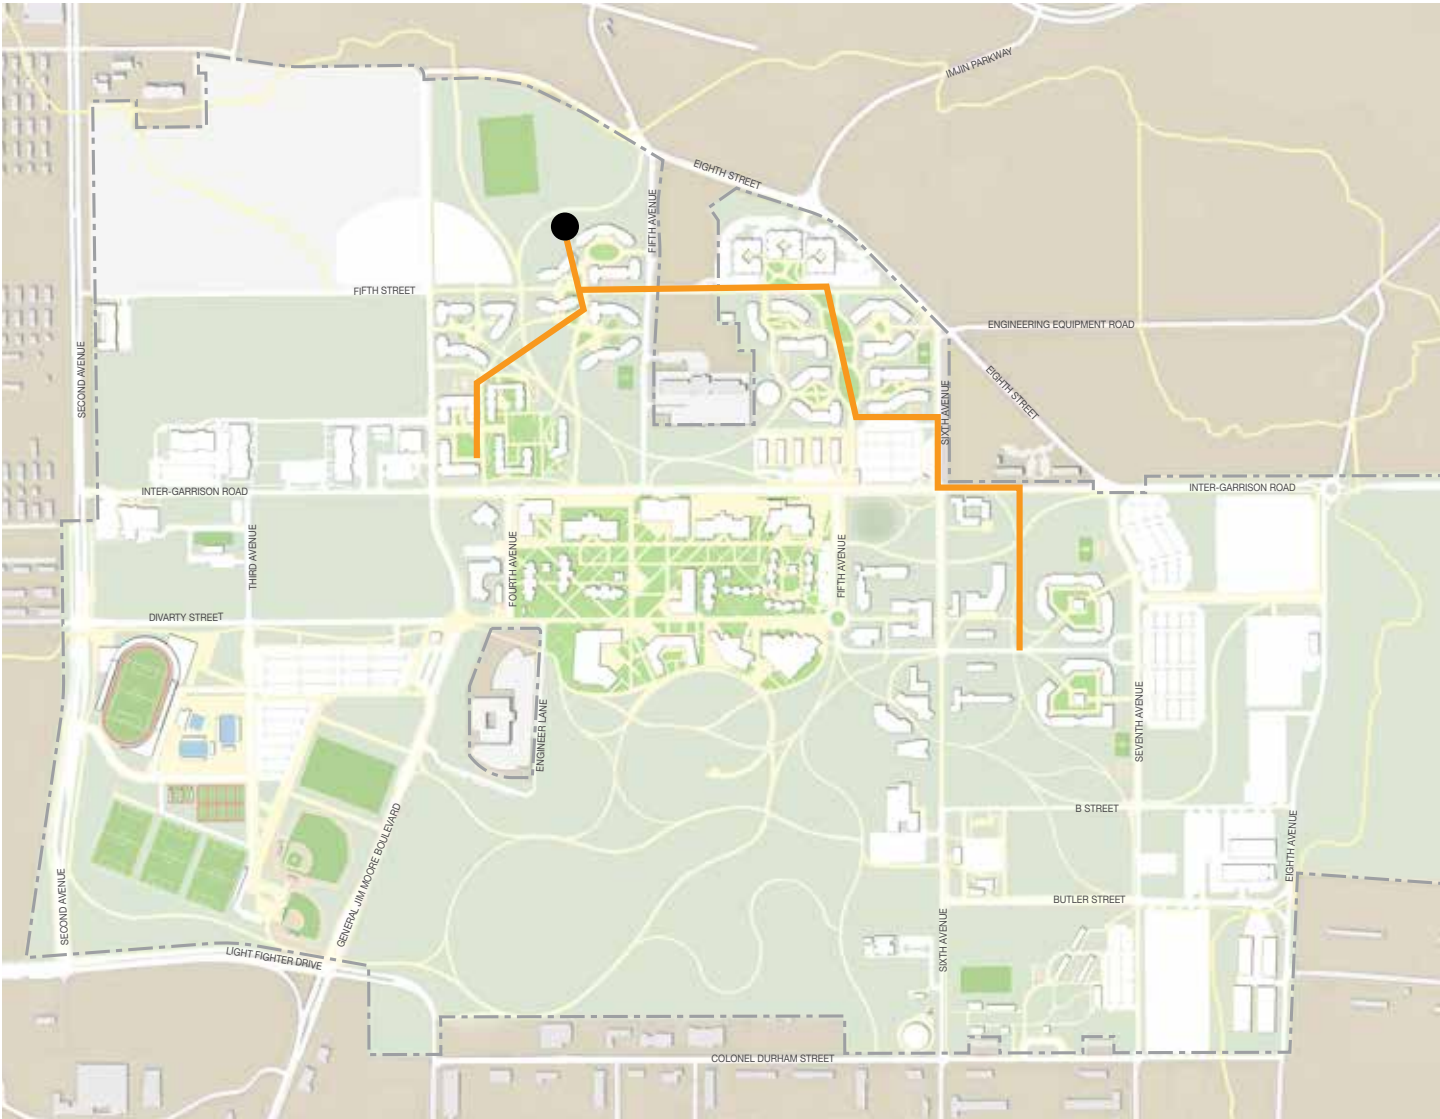 IMJIN PARKWAY
EIGHTH STREET
FIFTH AVENUE
FIFTH STREET
ENGINEERING EQUIPMENT ROAD
SECOND AVENUE
EIGHTH STREET
SIXTH AVENUE
INTER-GARRISON ROAD
INTER-GARRISON ROAD
THIRD AVENUE
FOURTH AVENUE
FIFTH AVENUE
DIVARTY STREET
ENGINEER LANE
SEVENTH AVENUE
B STREET
GENERAL JIM MOORE BOULEVARD
EIGHTH AVENUE
SECOND AVENUE
BUTLER STREET
SIXTH AVENUE
LIGHT FIGHTER DRIVE
COLONEL DURHAM STREET